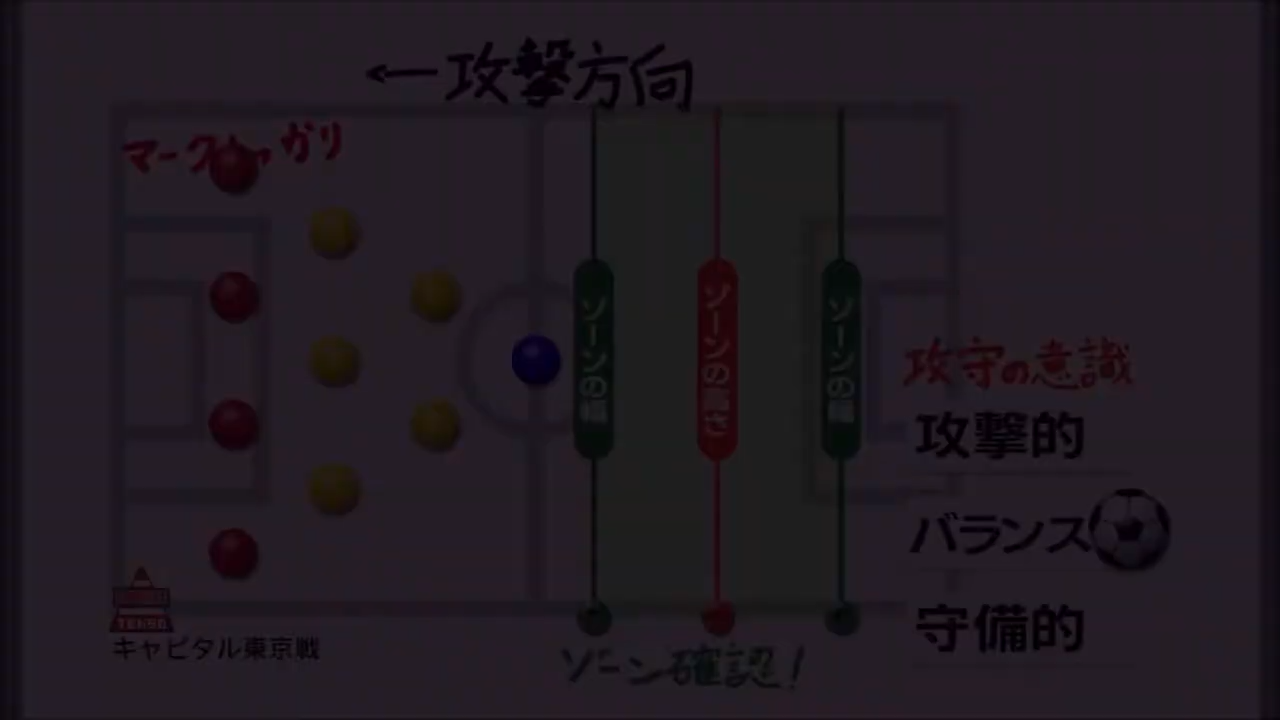 ←攻撃方向
マーク
がり
ゾーンの幅
ゾーンの高さ
ゾーンの幅
攻守の意識
攻撃的
バランス
守備的
キャピタル東京戦
ゾーン確認!